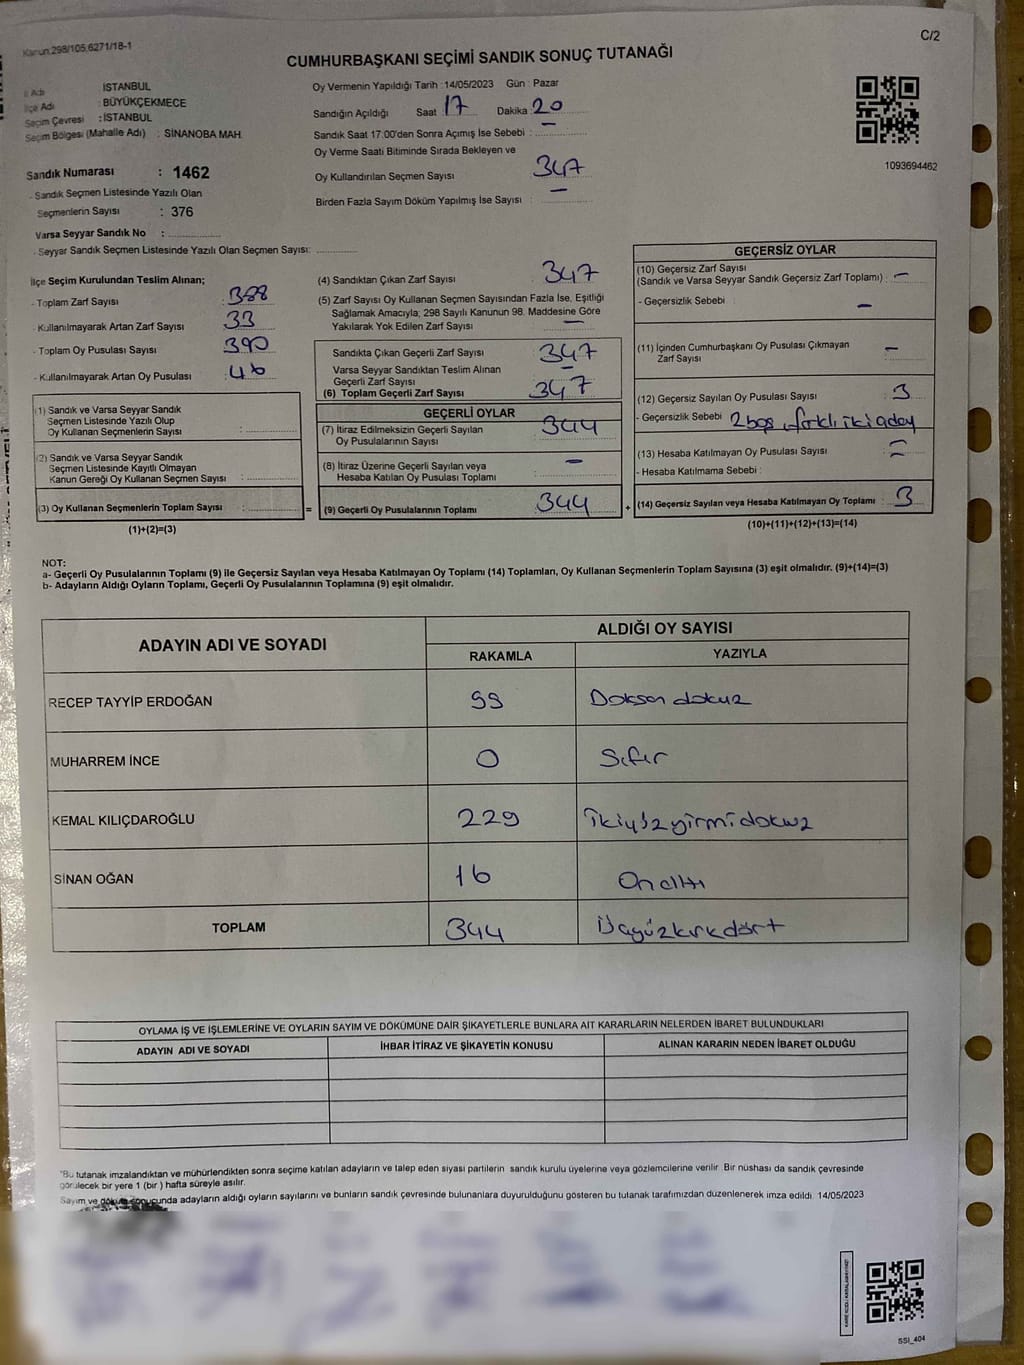 Kanun.298/105,6271/18-1
C/2
CUMHURBAŞKANI SEÇİMİ SANDIK SONUÇ TUTANAĞI
İl Adı İSTANBUL
İlçe Adı : BÜYÜKÇEKMECE
Seçim Çevresi : İSTANBUL
Seçim Bölgesi (Mahalle Adı) : SİNANOBA MAH.
Oy Vermenin Yapıldığı Tarih : 14/05/2023 Gün : Pazar
Sandığın Açıldığı Saat 17 Dakika : 20
Sandık Saat 17:00'den Sonra Açımış İse Sebebi : —
Oy Verme Saati Bitiminde Sırada Bekleyen ve
Oy Kullandırılan Seçmen Sayısı 347
Birden Fazla Sayım Döküm Yapılmış İse Sayısı : —
1093694462
Sandık Numarası : 1462
- Sandık Seçmen Listesinde Yazılı Olan
Seçmenlerin Sayısı : 376
Varsa Seyyar Sandık No :
- Seyyar Sandık Seçmen Listesinde Yazılı Olan Seçmen Sayısı:
İlçe Seçim Kurulundan Teslim Alınan;
- Toplam Zarf Sayısı : 388
- Kullanılmayarak Artan Zarf Sayısı : 33
- Toplam Oy Pusulası Sayısı : 390
- Kullanılmayarak Artan Oy Pusulası : 46
(1) Sandık ve Varsa Seyyar Sandık
Seçmen Listesinde Yazılı Olup
Oy Kullanan Seçmenlerin Sayısı :
(2) Sandık ve Varsa Seyyar Sandık
Seçmen Listesinde Kayıtlı Olmayan
Kanun Gereği Oy Kullanan Seçmen Sayısı :
(3) Oy Kullanan Seçmenlerin Toplam Sayısı : =
(1)+(2)=(3)
(4) Sandıktan Çıkan Zarf Sayısı 347
(5) Zarf Sayısı Oy Kullanan Seçmen Sayısından Fazla İse, Eşitliği
Sağlamak Amacıyla; 298 Sayılı Kanunun 98. Maddesine Göre
Yakılarak Yok Edilen Zarf Sayısı —
Sandıkta Çıkan Geçerli Zarf Sayısı 347
Varsa Seyyar Sandıktan Teslim Alınan
Geçerli Zarf Sayısı —
(6) Toplam Geçerli Zarf Sayısı 347
GEÇERLİ OYLAR
(7) İtiraz Edilmeksizin Geçerli Sayılan
Oy Pusulalarının Sayısı 344
(8) İtiraz Üzerine Geçerli Sayılan veya
Hesaba Katılan Oy Pusulası Toplamı —
(9) Geçerli Oy Pusulalarının Toplamı 344 +
GEÇERSİZ OYLAR
(10) Geçersiz Zarf Sayısı
(Sandık ve Varsa Seyyar Sandık Geçersiz Zarf Toplamı) : —
- Geçersizlik Sebebi : —
(11) İçinden Cumhurbaşkanı Oy Pusulası Çıkmayan
Zarf Sayısı —
(12) Geçersiz Sayılan Oy Pusulası Sayısı : 3
- Geçersizlik Sebebi : 2 boş, farklı iki aday
(13) Hesaba Katılmayan Oy Pusulası Sayısı : —
- Hesaba Katılmama Sebebi : —
(14) Geçersiz Sayılan veya Hesaba Katılmayan Oy Toplamı : 3
(10)+(11)+(12)+(13)=(14)
NOT:
a- Geçerli Oy Pusulalarının Toplamı (9) ile Geçersiz Sayılan veya Hesaba Katılmayan Oy Toplamı (14) Toplamları, Oy Kullanan Seçmenlerin Toplam Sayısına (3) eşit olmalıdır. (9)+(14)=(3)
b- Adayların Aldığı Oyların Toplamı, Geçerli Oy Pusulalarının Toplamına (9) eşit olmalıdır.
ADAYIN ADI VE SOYADI ALDIĞI OY SAYISI
RAKAMLA YAZIYLA
RECEP TAYYİP ERDOĞAN 99 Doksan dokuz
MUHARREM İNCE 0 Sıfır
KEMAL KILIÇDAROĞLU 229 ikiyüzyirmidokuz
SİNAN OĞAN 16 On altı
TOPLAM 344 Üçyüzkırkdört
OYLAMA İŞ VE İŞLEMLERİNE VE OYLARIN SAYIM VE DÖKÜMÜNE DAİR ŞİKAYETLERLE BUNLARA AİT KARARLARIN NELERDEN İBARET BULUNDUKLARI
ADAYIN ADI VE SOYADI İHBAR İTİRAZ VE ŞİKAYETİN KONUSU ALINAN KARARIN NEDEN İBARET OLDUĞU
*Bu tutanak imzalandıktan ve mühürlendikten sonra seçime katılan adayların ve talep eden siyasi partilerin sandık kurulu üyelerine veya gözlemcilerine verilir. Bir nüshası da sandık çevresinde
görülecek bir yere 1 (bir ) hafta süreyle asılır.
Sayım ve döküm sonucunda adayların aldığı oyların sayılarını ve bunların sandık çevresinde bulunanlara duyurulduğunu gösteren bu tutanak tarafımızdan düzenlenerek imza edildi. 14/05/2023
SSI_404